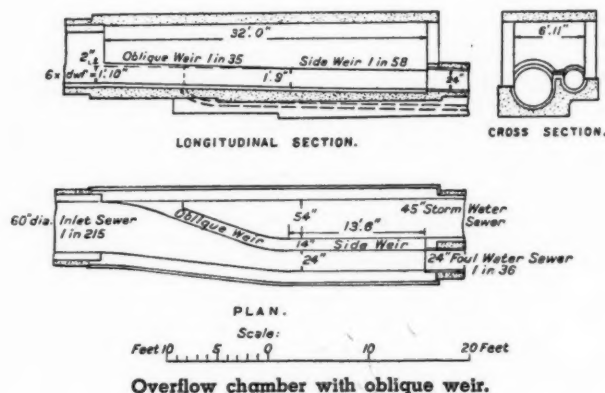 32'.0"
6'.11"
2"
Oblique Weir 1 in 35
Side Weir 1 in 58
6 x dwf = 1'.10"
1'.9"
24"
LONGITUDINAL SECTION.
CROSS SECTION.
60" dia. Inlet Sewer
1 in 215
Oblique Weir
54"
13'.6"
45" Storm Water
Sewer
14"
Side Weir
24"
24" Foul Water Sewer
1 in 36
PLAN.
Scale:
Feet 10 5 0 10 20 Feet
Overflow chamber with oblique weir.